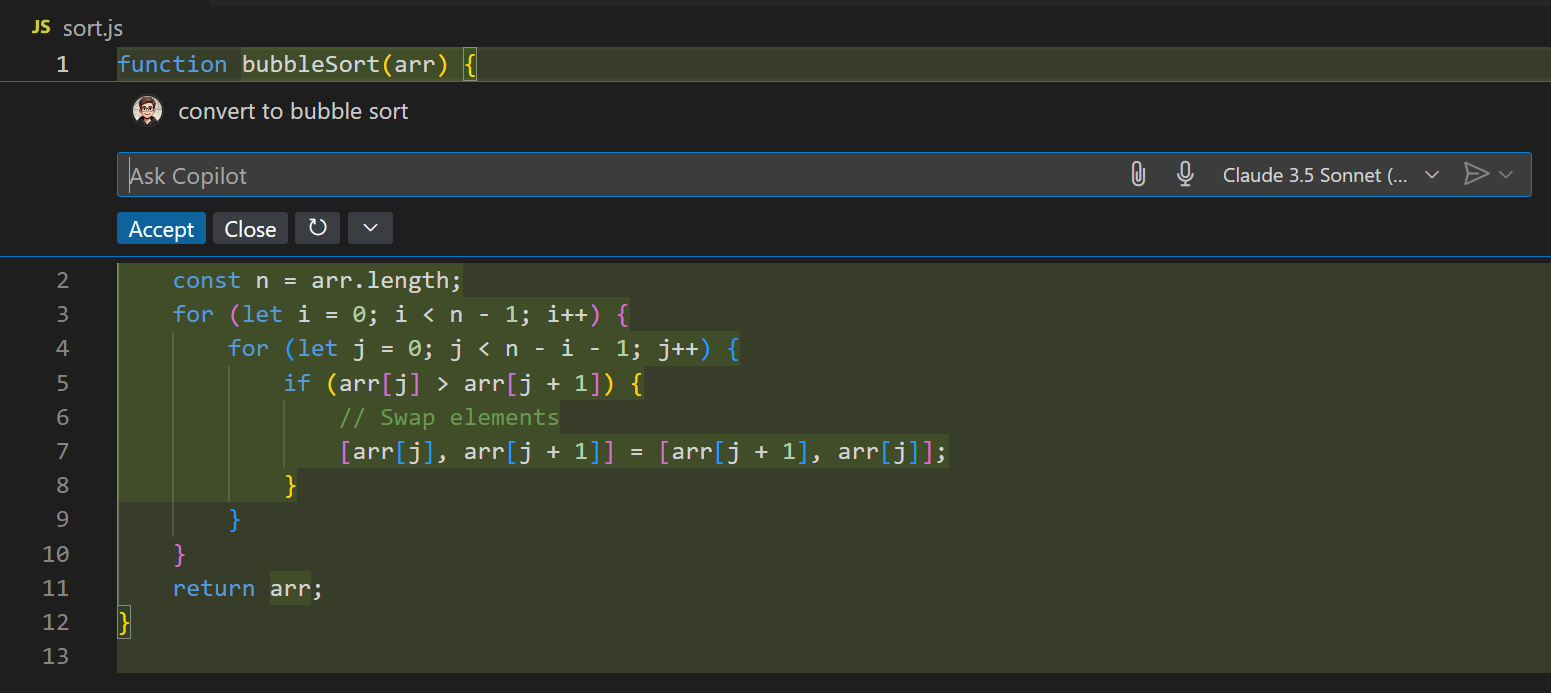 JS sort.js
1 function bubbleSort(arr) {
convert to bubble sort
Ask Copilot Claude 3.5 Sonnet (...
Accept Close
2 const n = arr.length;
3 for (let i = 0; i < n - 1; i++) {
4 for (let j = 0; j < n - i - 1; j++) {
5 if (arr[j] > arr[j + 1]) {
6 // Swap elements
7 [arr[j], arr[j + 1]] = [arr[j + 1], arr[j]];
8 }
9 }
10 }
11 return arr;
12 }
13